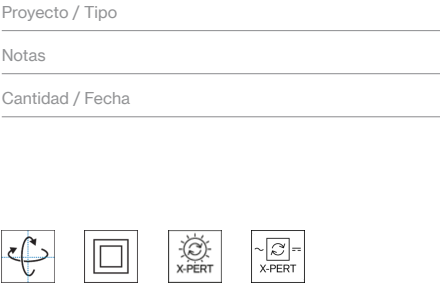 Proyecto / Tipo
Notas
Cantidad / Fecha
X-PERT
X-PERT